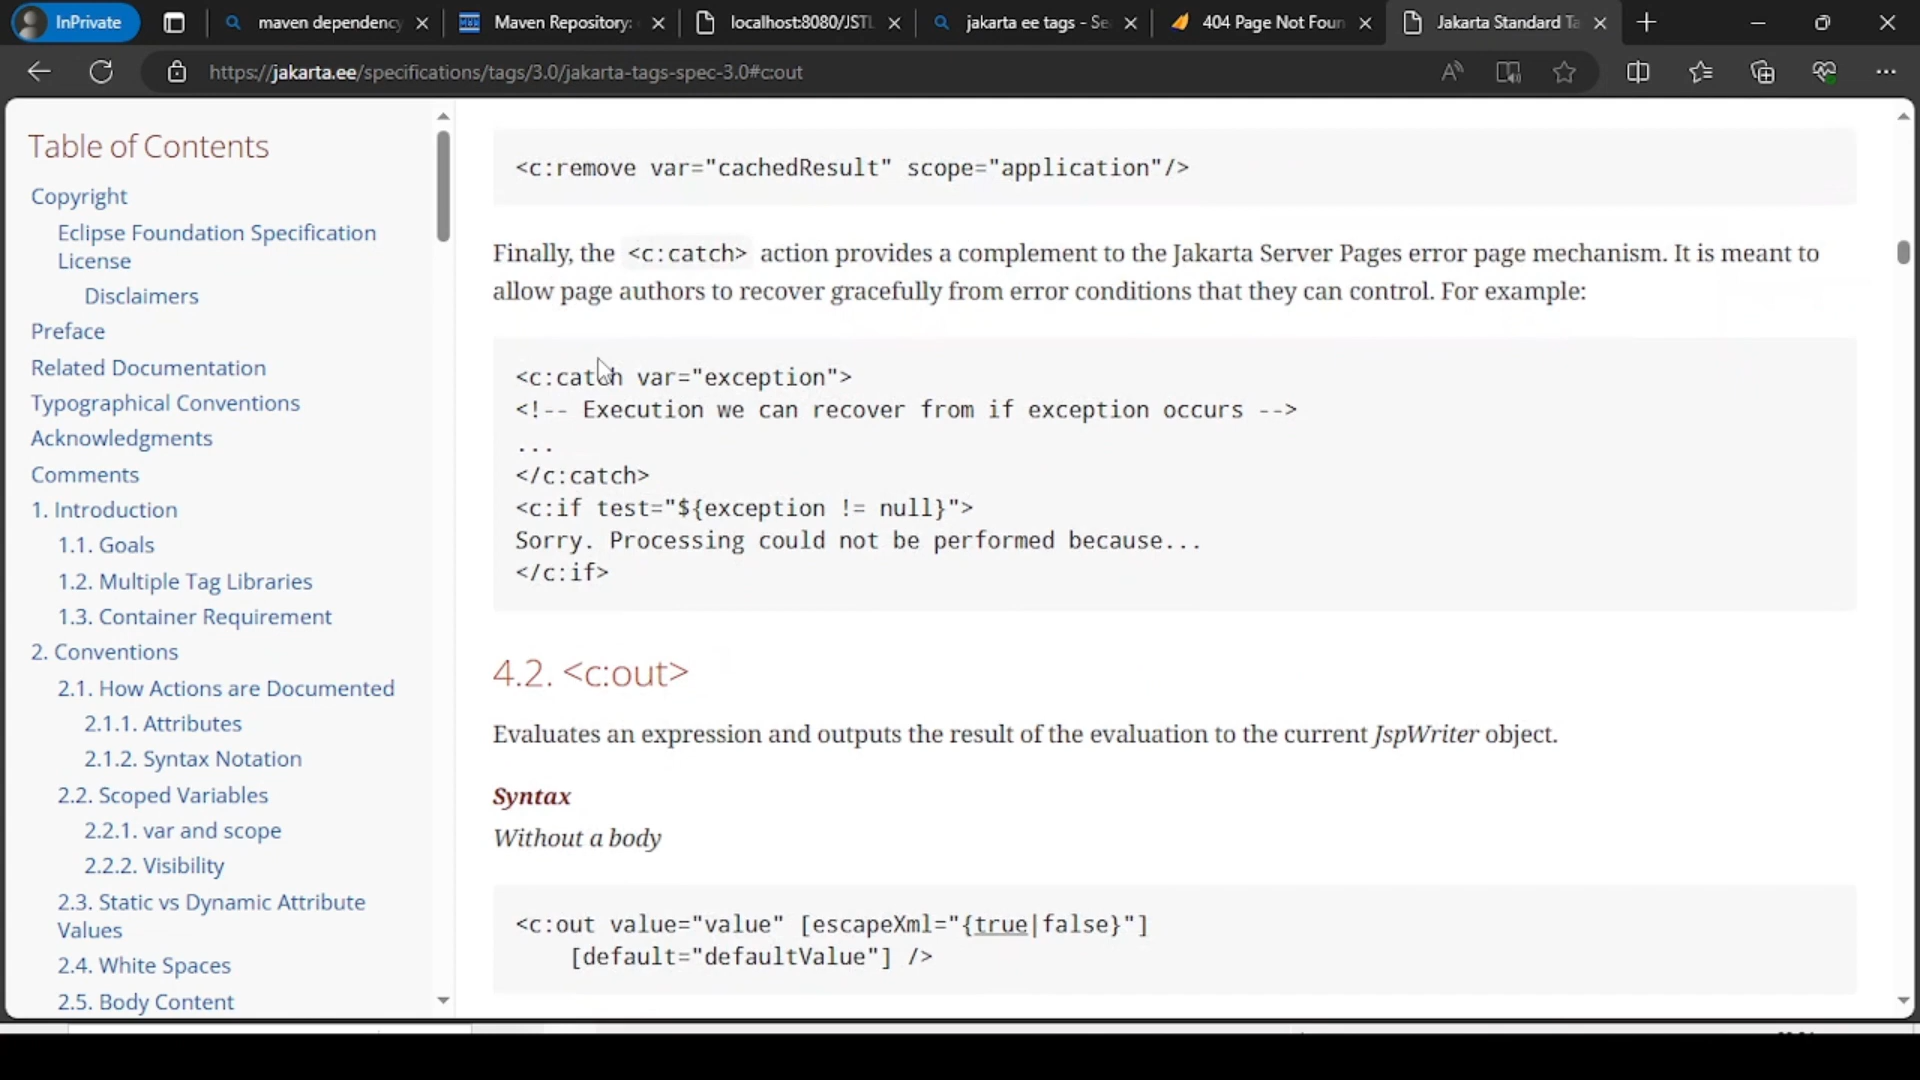 InPrivate
maven dependency
Maven Repository:
localhost:8080/JSTL
jakarta ee tags - Se
404 Page Not Foun
Jakarta Standard Ta
https://jakarta.ee/specifications/tags/3.0/jakarta-tags-spec-3.0#c:out
Table of Contents
Copyright
Eclipse Foundation Specification
License
Disclaimers
Preface
Related Documentation
Typographical Conventions
Acknowledgments
Comments
1. Introduction
1.1. Goals
1.2. Multiple Tag Libraries
1.3. Container Requirement
2. Conventions
2.1. How Actions are Documented
2.1.1. Attributes
2.1.2. Syntax Notation
2.2. Scoped Variables
2.2.1. var and scope
2.2.2. Visibility
2.3. Static vs Dynamic Attribute
Values
2.4. White Spaces
2.5. Body Content
<c:remove var="cachedResult" scope="application"/>
Finally, the <c:catch> action provides a complement to the Jakarta Server Pages error page mechanism. It is meant to
allow page authors to recover gracefully from error conditions that they can control. For example:
<c:catch var="exception">
<!-- Execution we can recover from if exception occurs -->
...
</c:catch>
<c:if test="${exception != null}">
Sorry. Processing could not be performed because...
</c:if>
4.2. <c:out>
Evaluates an expression and outputs the result of the evaluation to the current JspWriter object.
Syntax
Without a body
<c:out value="value" [escapeXml="{true|false}"]
[default="defaultValue"] />